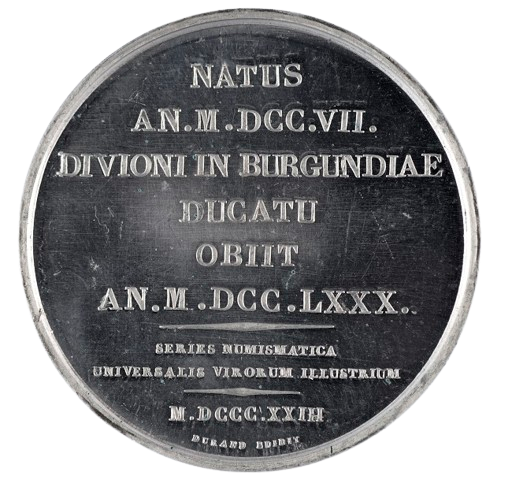 NATUS
AN.M.DCC.VII.
DIVIONI IN BURGUNDIAE
DUCATU
OBIIT
AN.M.DCC.LXXX.
SERIES NUMISMATICA
UNIVERSALIS VIRORUM ILLUSTRIUM
M.DCCC.XXIII
DURAND EDIDIT